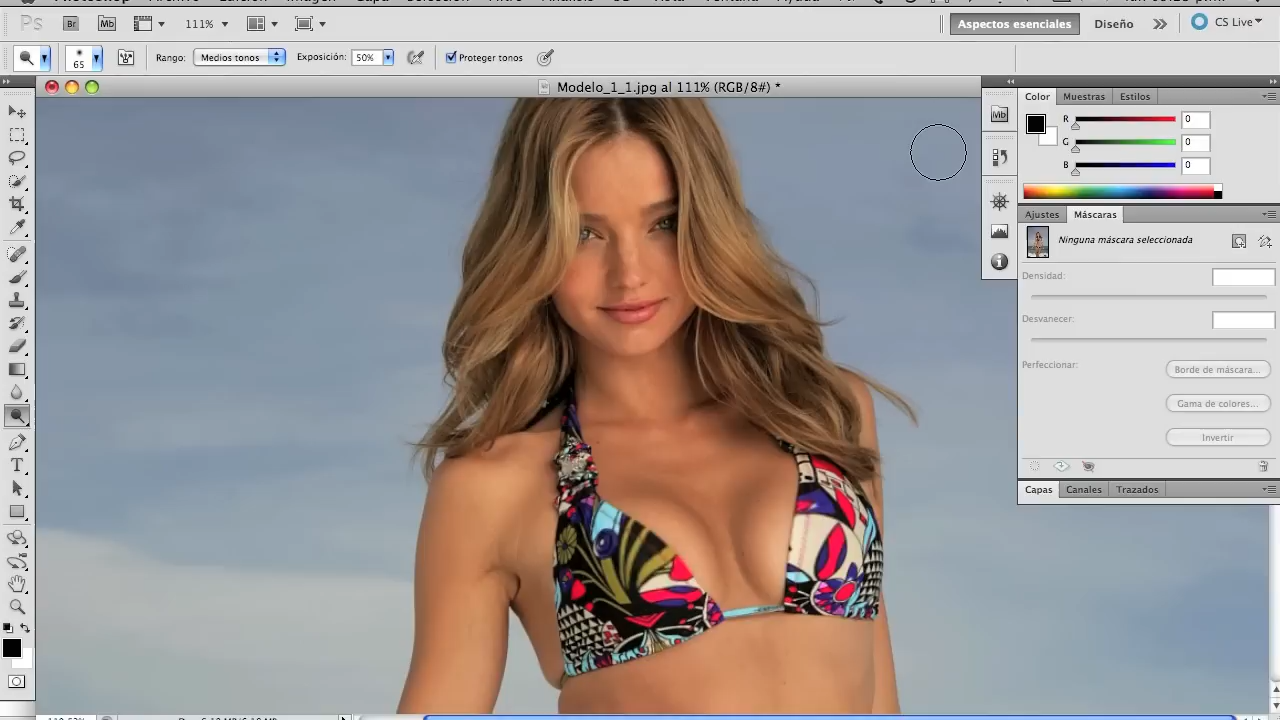 Ps Br Mb 111% Aspectos esenciales Diseño CS Live
65 Rango: Medios tonos Exposición: 50% Proteger tonos
Modelo_1_1.jpg al 111% (RGB/8#) *
Mb
Color Muestras Estilos
R 0
G 0
B 0
Ajustes Máscaras
Ninguna máscara seleccionada
Densidad:
Desvanecer:
Perfeccionar: Borde de máscara...
Gama de colores...
Invertir
Capas Canales Trazados
T